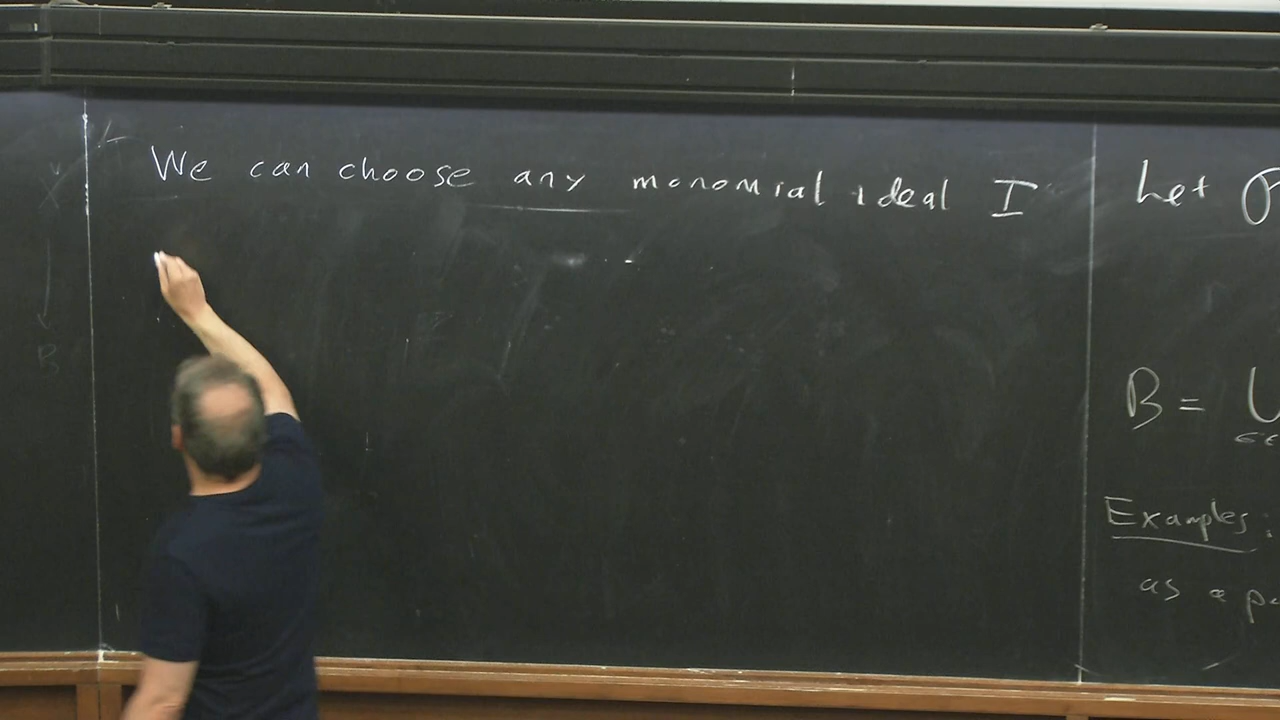 We can choose any monomial ideal I
Let σ
B = ∪
Examples:
as a